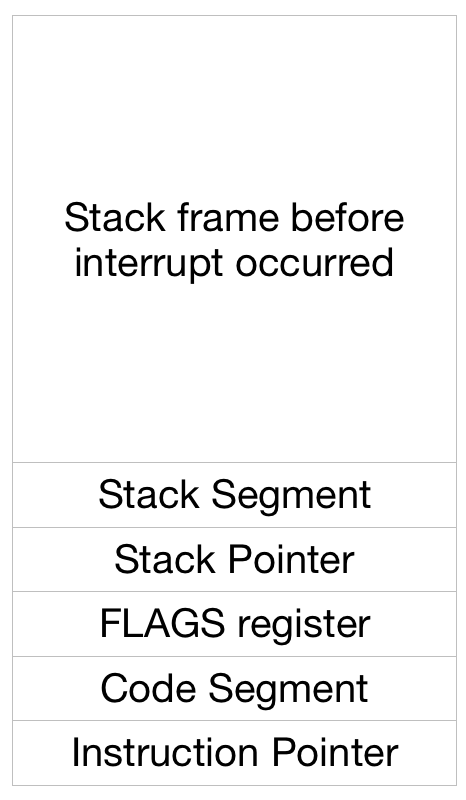 Stack frame before
interrupt occurred
Stack Segment
Stack Pointer
FLAGS register
Code Segment
Instruction Pointer